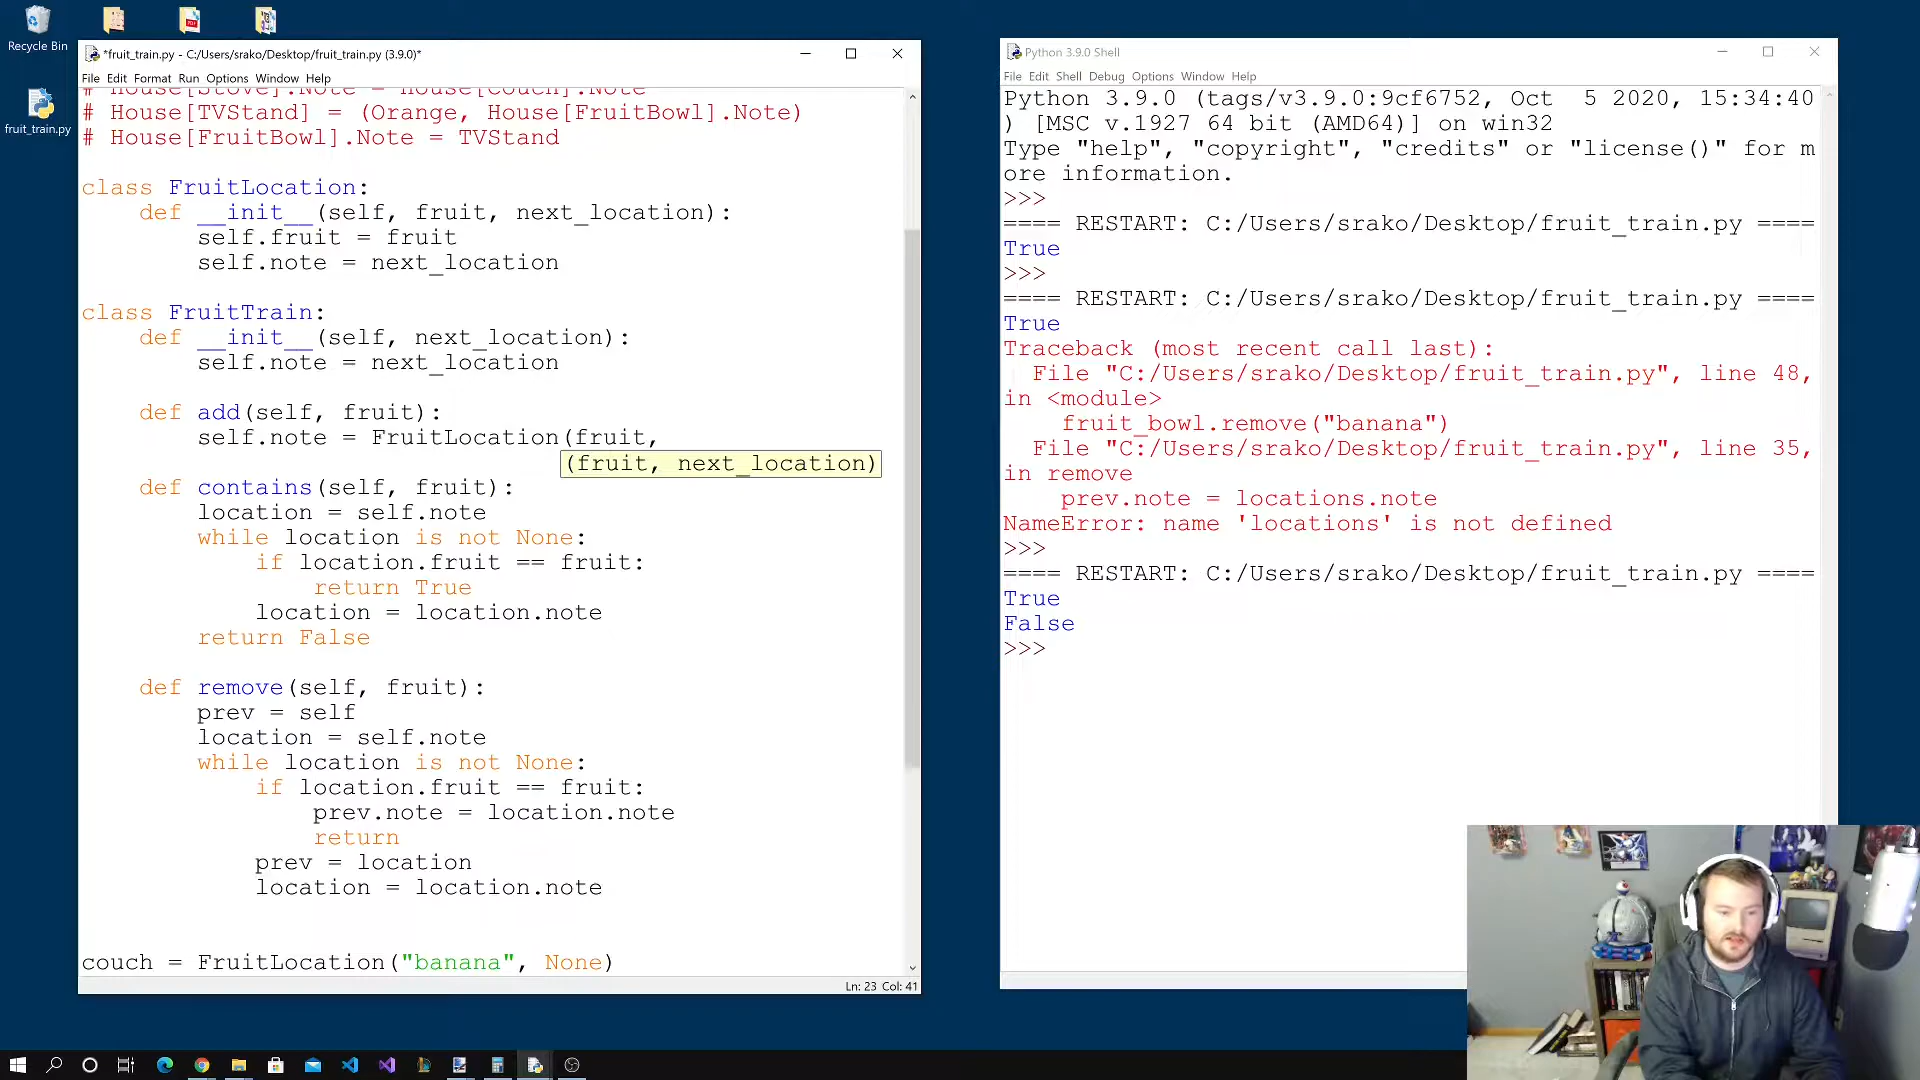 Recycle Bin
fruit_train.py
*fruit_train.py - C:/Users/srako/Desktop/fruit_train.py (3.9.0)*
File Edit Format Run Options Window Help
# House[Stove].Note = House[Couch].Note
# House[TVStand] = (Orange, House[FruitBowl].Note)
# House[FruitBowl].Note = TVStand
class FruitLocation:
def __init__(self, fruit, next_location):
self.fruit = fruit
self.note = next_location
class FruitTrain:
def __init__(self, next_location):
self.note = next_location
def add(self, fruit):
self.note = FruitLocation(fruit,
(fruit, next_location)
def contains(self, fruit):
location = self.note
while location is not None:
if location.fruit == fruit:
return True
location = location.note
return False
def remove(self, fruit):
prev = self
location = self.note
while location is not None:
if location.fruit == fruit:
prev.note = location.note
return
prev = location
location = location.note
couch = FruitLocation("banana", None)
Ln: 23 Col: 41
Python 3.9.0 Shell
File Edit Shell Debug Options Window Help
Python 3.9.0 (tags/v3.9.0:9cf6752, Oct  5 2020, 15:34:40
) [MSC v.1927 64 bit (AMD64)] on win32
Type "help", "copyright", "credits" or "license()" for m
ore information.
>>>
==== RESTART: C:/Users/srako/Desktop/fruit_train.py ====
True
>>>
==== RESTART: C:/Users/srako/Desktop/fruit_train.py ====
True
Traceback (most recent call last):
File "C:/Users/srako/Desktop/fruit_train.py", line 48,
in <module>
fruit_bowl.remove("banana")
File "C:/Users/srako/Desktop/fruit_train.py", line 35,
in remove
prev.note = locations.note
NameError: name 'locations' is not defined
>>>
==== RESTART: C:/Users/srako/Desktop/fruit_train.py ====
True
False
>>>